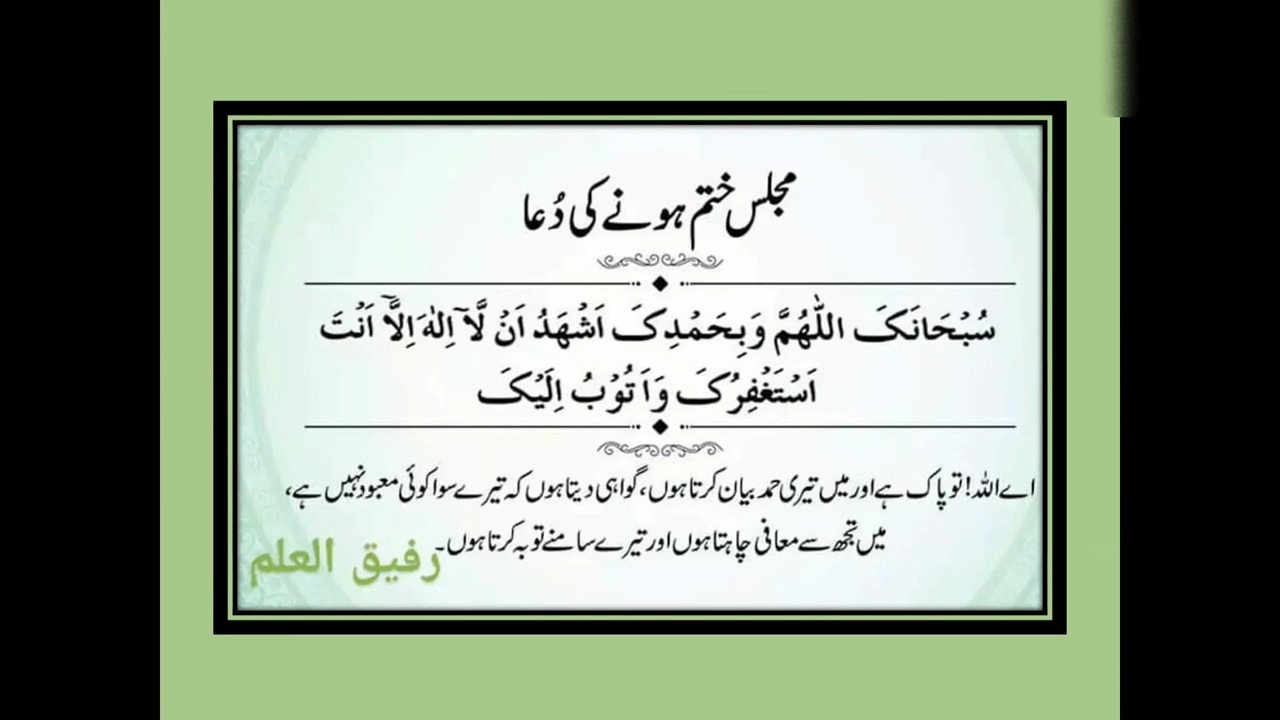 مجلس ختم ہونے کی دُعا
سُبْحَانَکَ اللّٰھُمَّ وَبِحَمْدِکَ اَشْھَدُ اَنْ لَّآ اِلٰہَ اِلَّآ اَنْتَ
اَسْتَغْفِرُکَ وَاَتُوْبُ اِلَیْکَ
اے اللہ! تو پاک ہے اور میں تیری حمد بیان کرتا ہوں، گواہی دیتا ہوں کہ تیرے سوا کوئی معبود نہیں ہے،
میں تجھ سے معافی چاہتا ہوں اور تیرے سامنے توبہ کرتا ہوں۔
رفیق العلم